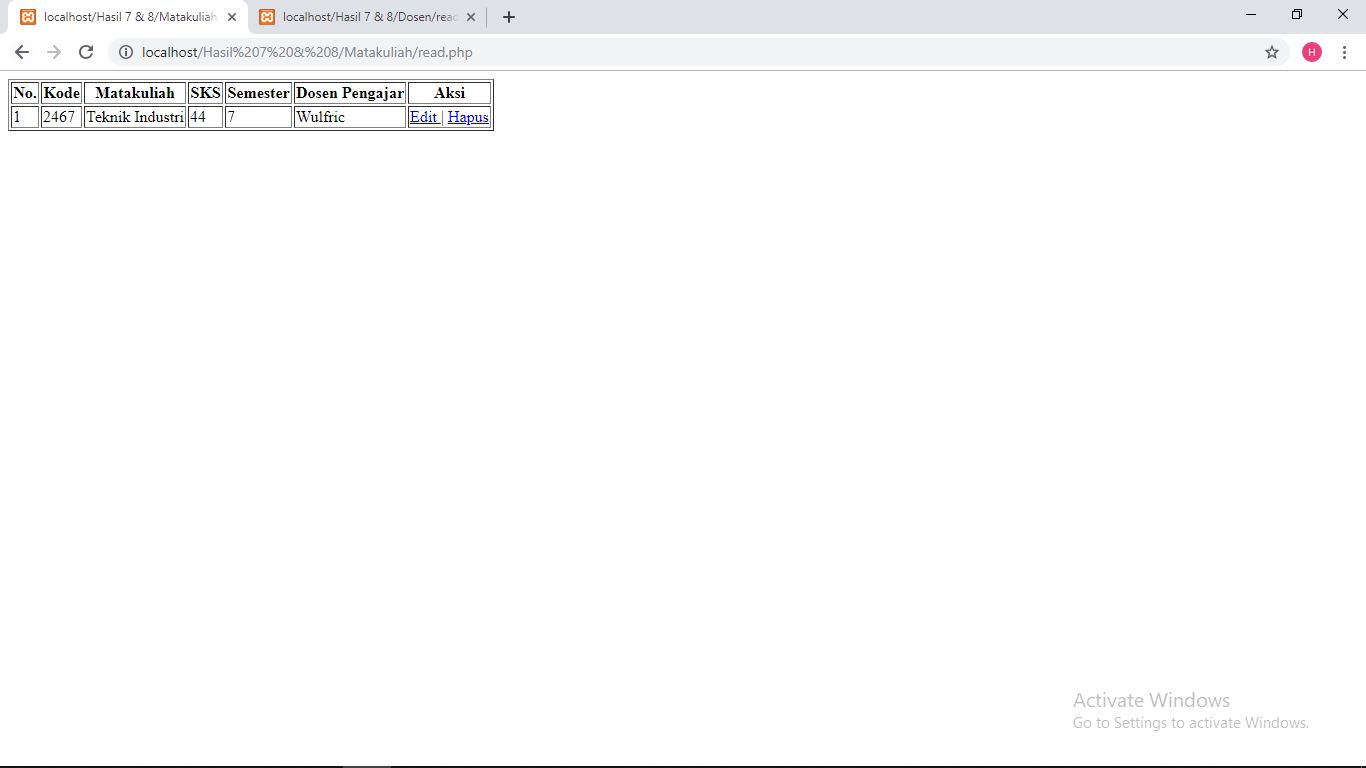 localhost/Hasil 7 & 8/Matakuliah
localhost/Hasil 7 & 8/Dosen/read
localhost/Hasil%207%20&%208/Matakuliah/read.php
H
No. Kode Matakuliah SKS Semester Dosen Pengajar Aksi
1 2467 Teknik Industri 44 7 Wulfric Edit | Hapus
Activate Windows
Go to Settings to activate Windows.